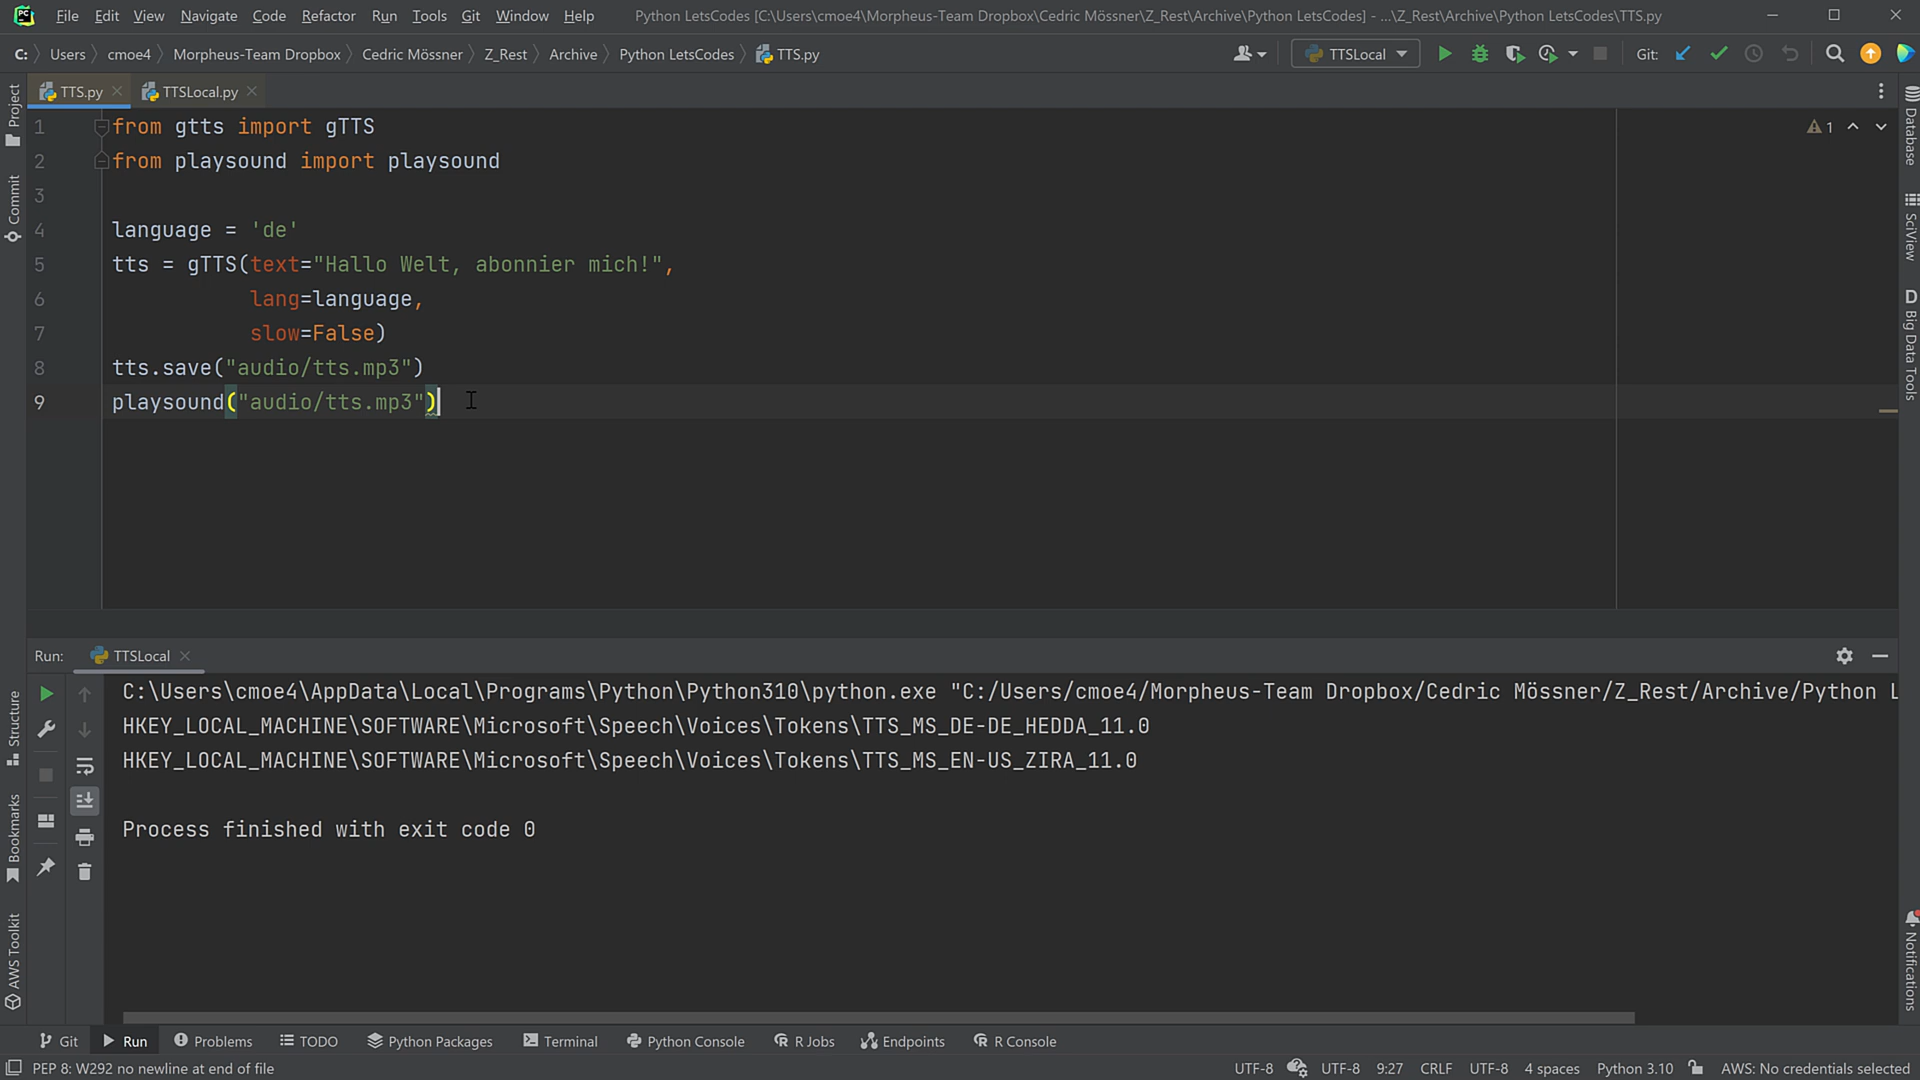 File Edit View Navigate Code Refactor Run Tools Git Window Help Python LetsCodes [C:\Users\cmoe4\Morpheus-Team Dropbox\Cedric Mössner\Z_Rest\Archive\Python LetsCodes] - ...\Z_Rest\Archive\Python LetsCodes\TTS.py
C: Users cmoe4 Morpheus-Team Dropbox Cedric Mössner Z_Rest Archive Python LetsCodes TTS.py TTSLocal Git:
TTS.py TTSLocal.py
Project
Commit
Structure
Bookmarks
AWS Toolkit
1 from gtts import gTTS
2 from playsound import playsound
3
4 language = 'de'
5 tts = gTTS(text="Hallo Welt, abonnier mich!",
6 lang=language,
7 slow=False)
8 tts.save("audio/tts.mp3")
9 playsound("audio/tts.mp3")
1
Database
SciView
D Big Data Tools
Notifications
Run: TTSLocal
C:\Users\cmoe4\AppData\Local\Programs\Python\Python310\python.exe "C:/Users/cmoe4/Morpheus-Team Dropbox/Cedric Mössner/Z_Rest/Archive/Python L
HKEY_LOCAL_MACHINE\SOFTWARE\Microsoft\Speech\Voices\Tokens\TTS_MS_DE-DE_HEDDA_11.0
HKEY_LOCAL_MACHINE\SOFTWARE\Microsoft\Speech\Voices\Tokens\TTS_MS_EN-US_ZIRA_11.0
Process finished with exit code 0
Git Run Problems TODO Python Packages Terminal Python Console R Jobs Endpoints R Console
PEP 8: W292 no newline at end of file UTF-8 UTF-8 9:27 CRLF UTF-8 4 spaces Python 3.10 AWS: No credentials selected